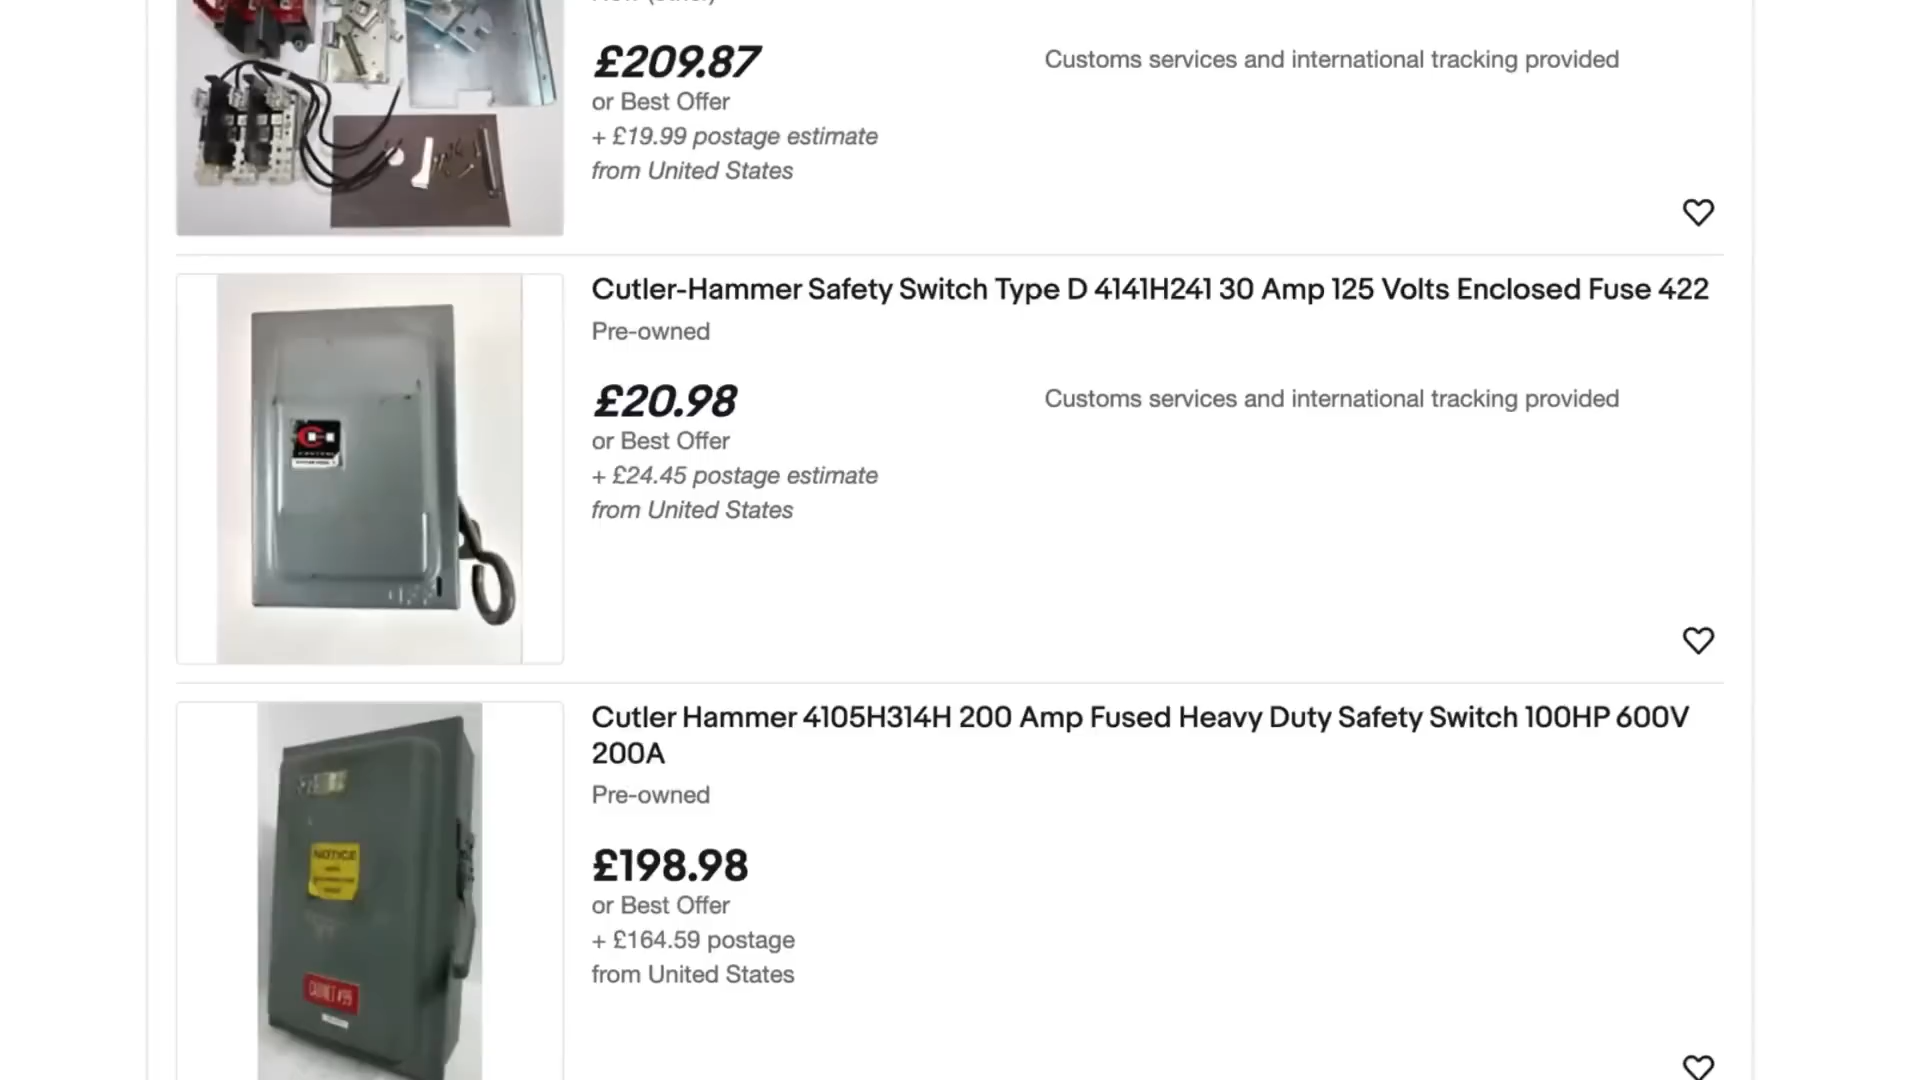 £209.87
Customs services and international tracking provided
or Best Offer
+ £19.99 postage estimate
from United States
Cutler-Hammer Safety Switch Type D 4141H241 30 Amp 125 Volts Enclosed Fuse 422
Pre-owned
£20.98
Customs services and international tracking provided
or Best Offer
+ £24.45 postage estimate
from United States
Cutler Hammer 4105H314H 200 Amp Fused Heavy Duty Safety Switch 100HP 600V
200A
Pre-owned
£198.98
or Best Offer
+ £164.59 postage
from United States
NOTICE
CABINET #99